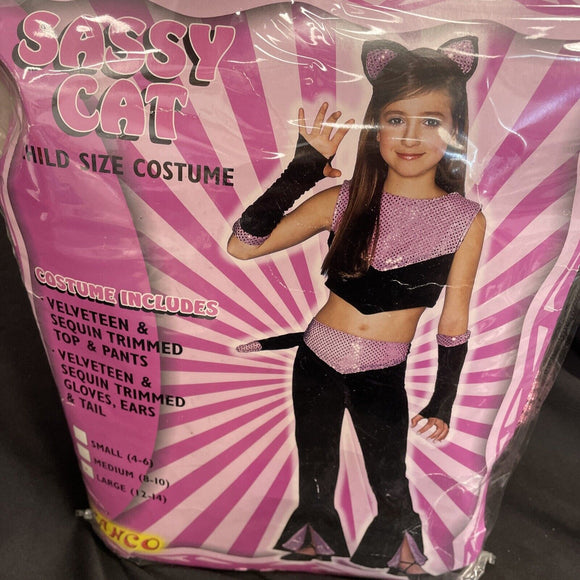 SASSY
CAT
HILD SIZE COSTUME
COSTUME INCLUDES
· VELVETEEN &
SEQUIN TRIMMED
TOP & PANTS
· VELVETEEN &
SEQUIN TRIMMED
GLOVES, EARS
& TAIL
SMALL (4-6)
MEDIUM (8-10)
LARGE (12-14)